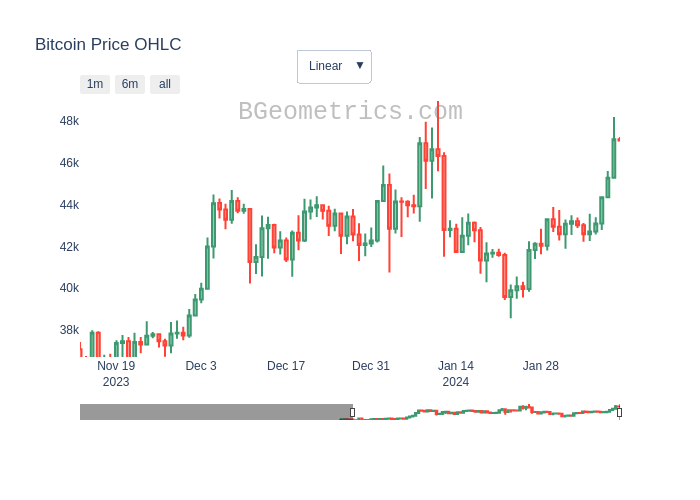 Bitcoin Price OHLC
Linear ▼
1m 6m all
BGeometrics.com
48k
46k
44k
42k
40k
38k
Nov 19 Dec 3 Dec 17 Dec 31 Jan 14 Jan 28
2023 2024